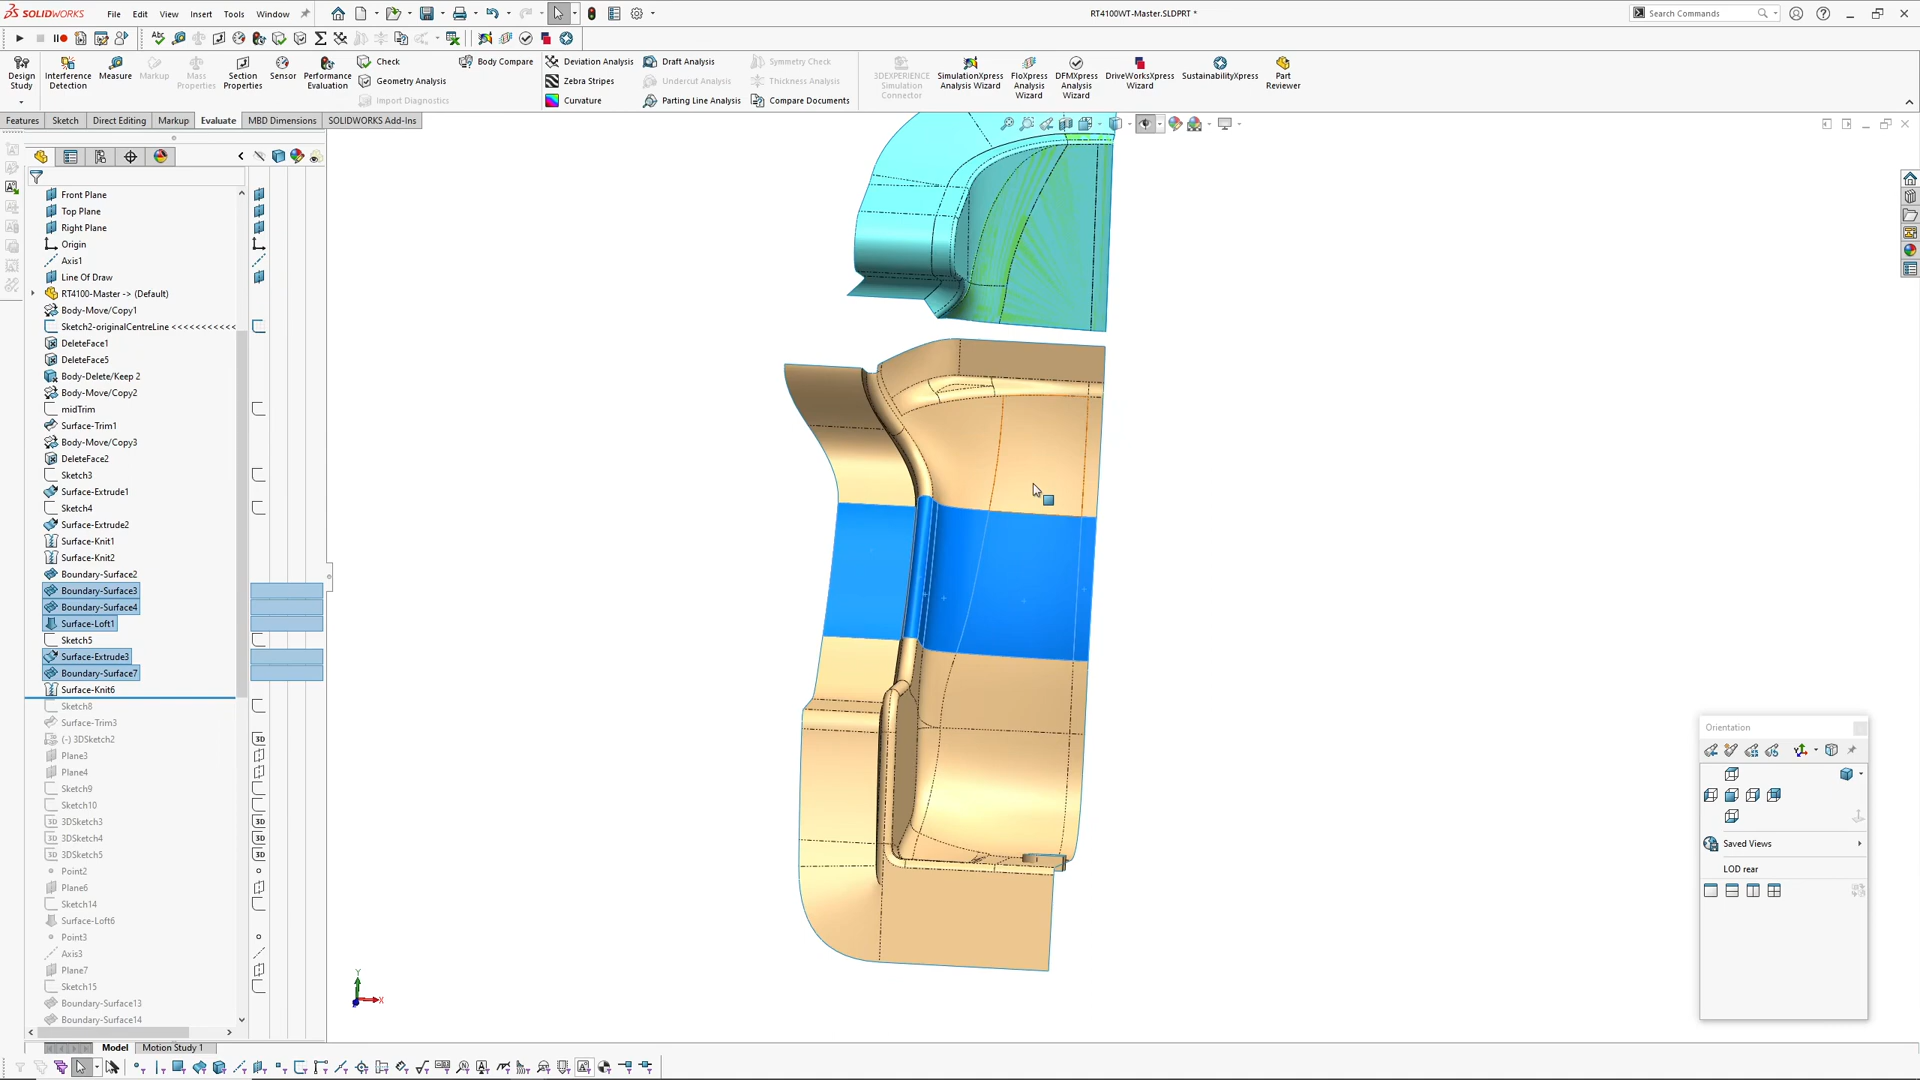 SOLIDWORKS
File
Edit
View
Insert
Tools
Window
RT4100WT-Master.SLDPRT *
Search Commands
Design Study
Interference Detection
Measure
Markup
Mass Properties
Section Properties
Sensor
Performance Evaluation
Check
Geometry Analysis
Import Diagnostics
Body Compare
Deviation Analysis
Zebra Stripes
Curvature
Draft Analysis
Undercut Analysis
Parting Line Analysis
Symmetry Check
Thickness Analysis
Compare Documents
3DEXPERIENCE Simulation Connector
SimulationXpress Analysis Wizard
FloXpress Analysis Wizard
DFMXpress Analysis Wizard
DriveWorksXpress Wizard
SustainabilityXpress
Part Reviewer
Features
Sketch
Direct Editing
Markup
Evaluate
MBD Dimensions
SOLIDWORKS Add-Ins
Front Plane
Top Plane
Right Plane
Origin
Axis1
Line Of Draw
RT4100-Master -> (Default)
Body-Move/Copy1
Sketch2-originalCentreLine <<<<<<<<<<<
DeleteFace1
DeleteFace5
Body-Delete/Keep 2
Body-Move/Copy2
midTrim
Surface-Trim1
Body-Move/Copy3
DeleteFace2
Sketch3
Surface-Extrude1
Sketch4
Surface-Extrude2
Surface-Knit1
Surface-Knit2
Boundary-Surface2
Boundary-Surface3
Boundary-Surface4
Surface-Loft1
Sketch5
Surface-Extrude3
Boundary-Surface7
Surface-Knit6
Sketch8
Surface-Trim3
(-) 3DSketch2
Plane3
Plane4
Sketch9
Sketch10
3DSketch3
3DSketch4
3DSketch5
Point2
Plane6
Sketch14
Surface-Loft6
Point3
Axis3
Plane7
Sketch15
Boundary-Surface13
Boundary-Surface14
Y
X
Orientation
Saved Views
LOD rear
Model
Motion Study 1